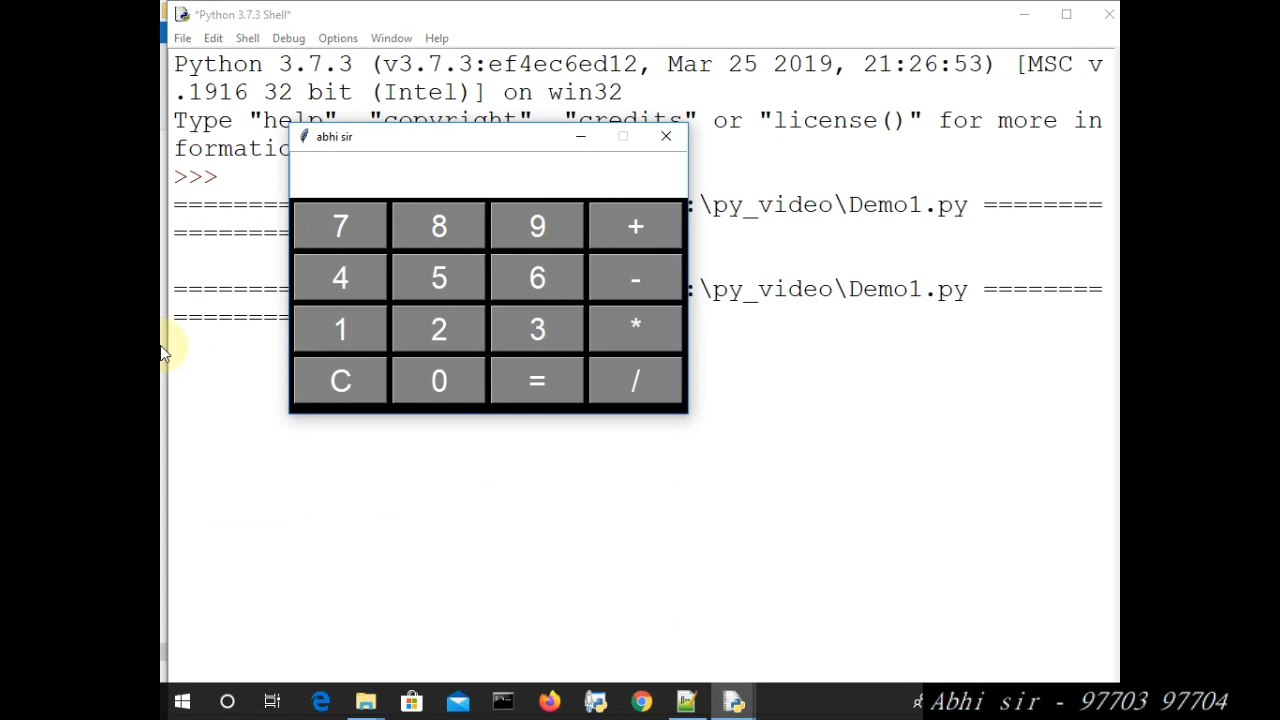 *Python 3.7.3 Shell*
File Edit Shell Debug Options Window Help
Python 3.7.3 (v3.7.3:ef4ec6ed12, Mar 25 2019, 21:26:53) [MSC v
.1916 32 bit (Intel)] on win32
Type "help", "copyright", "credits" or "license()" for more in
formatio
>>>
======== :\py_video\Demo1.py ========
========
======== :\py_video\Demo1.py ========
========
abhi sir
7 8 9 +
4 5 6 -
1 2 3 *
C 0 = /
Abhi sir - 97703 97704